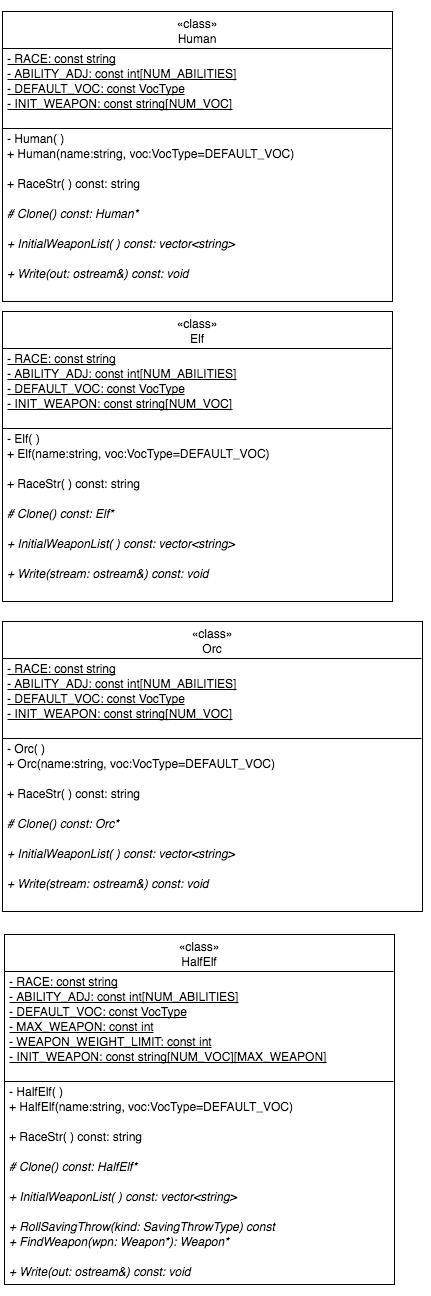 «class»
Human
- RACE: const string
- ABILITY_ADJ: const int[NUM_ABILITIES]
- DEFAULT_VOC: const VocType
- INIT_WEAPON: const string[NUM_VOC]
- Human( )
+ Human(name:string, voc:VocType=DEFAULT_VOC)
+ RaceStr( ) const: string
# Clone() const: Human*
+ InitialWeaponList( ) const: vector<string>
+ Write(out: ostream&) const: void
«class»
Elf
- RACE: const string
- ABILITY_ADJ: const int[NUM_ABILITIES]
- DEFAULT_VOC: const VocType
- INIT_WEAPON: const string[NUM_VOC]
- Elf( )
+ Elf(name:string, voc:VocType=DEFAULT_VOC)
+ RaceStr( ) const: string
# Clone() const: Elf*
+ InitialWeaponList( ) const: vector<string>
+ Write(stream: ostream&) const: void
«class»
Orc
- RACE: const string
- ABILITY_ADJ: const int[NUM_ABILITIES]
- DEFAULT_VOC: const VocType
- INIT_WEAPON: const string[NUM_VOC]
- Orc( )
+ Orc(name:string, voc:VocType=DEFAULT_VOC)
+ RaceStr( ) const: string
# Clone() const: Orc*
+ InitialWeaponList( ) const: vector<string>
+ Write(stream: ostream&) const: void
«class»
HalfElf
- RACE: const string
- ABILITY_ADJ: const int[NUM_ABILITIES]
- DEFAULT_VOC: const VocType
- MAX_WEAPON: const int
- WEAPON_WEIGHT_LIMIT: const int
- INIT_WEAPON: const string[NUM_VOC][MAX_WEAPON]
- HalfElf( )
+ HalfElf(name:string, voc:VocType=DEFAULT_VOC)
+ RaceStr( ) const: string
# Clone() const: HalfElf*
+ InitialWeaponList( ) const: vector<string>
+ RollSavingThrow(kind: SavingThrowType) const
+ FindWeapon(wpn: Weapon*): Weapon*
+ Write(out: ostream&) const: void